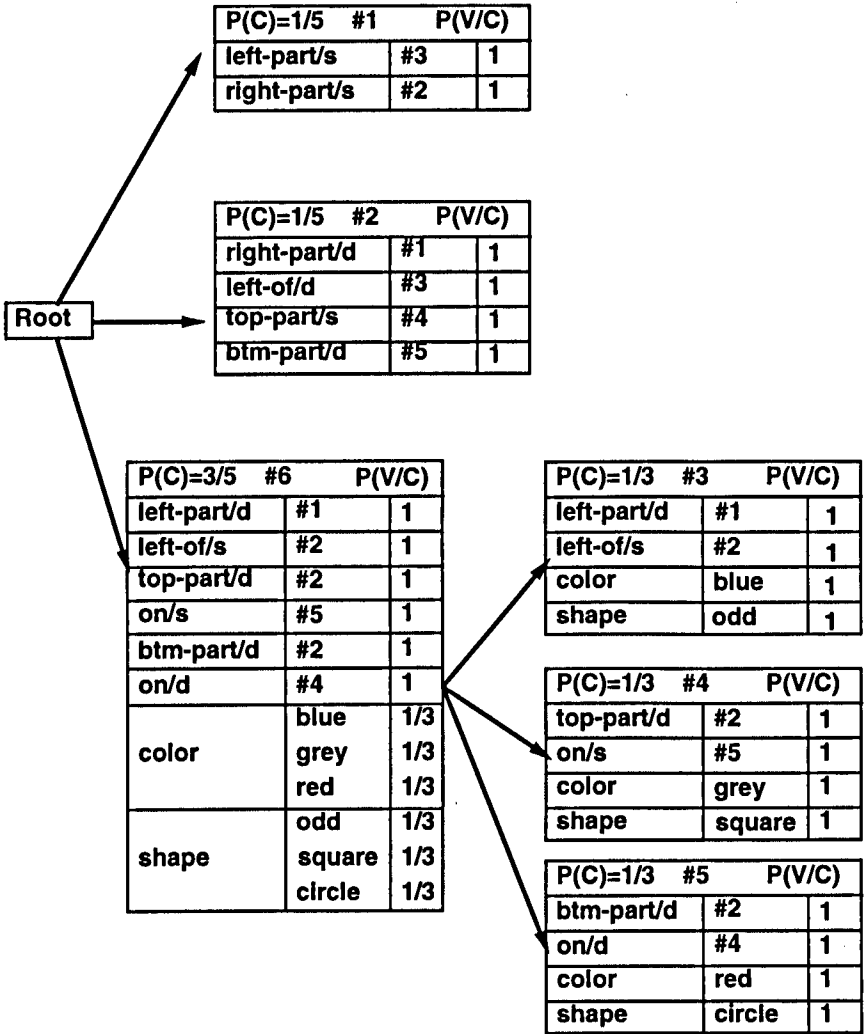 P(C)=1/5 #1 P(V/C)
left-part/s #3 1
right-part/s #2 1
P(C)=1/5 #2 P(V/C)
right-part/d #1 1
left-of/d #3 1
top-part/s #4 1
btm-part/d #5 1
Root
P(C)=3/5 #6 P(V/C)
left-part/d #1 1
left-of/s #2 1
top-part/d #2 1
on/s #5 1
btm-part/d #2 1
on/d #4 1
blue 1/3
color grey 1/3
red 1/3
odd 1/3
shape square 1/3
circle 1/3
P(C)=1/3 #3 P(V/C)
left-part/d #1 1
left-of/s #2 1
color blue 1
shape odd 1
P(C)=1/3 #4 P(V/C)
top-part/d #2 1
on/s #5 1
color grey 1
shape square 1
P(C)=1/3 #5 P(V/C)
btm-part/d #2 1
on/d #4 1
color red 1
shape circle 1